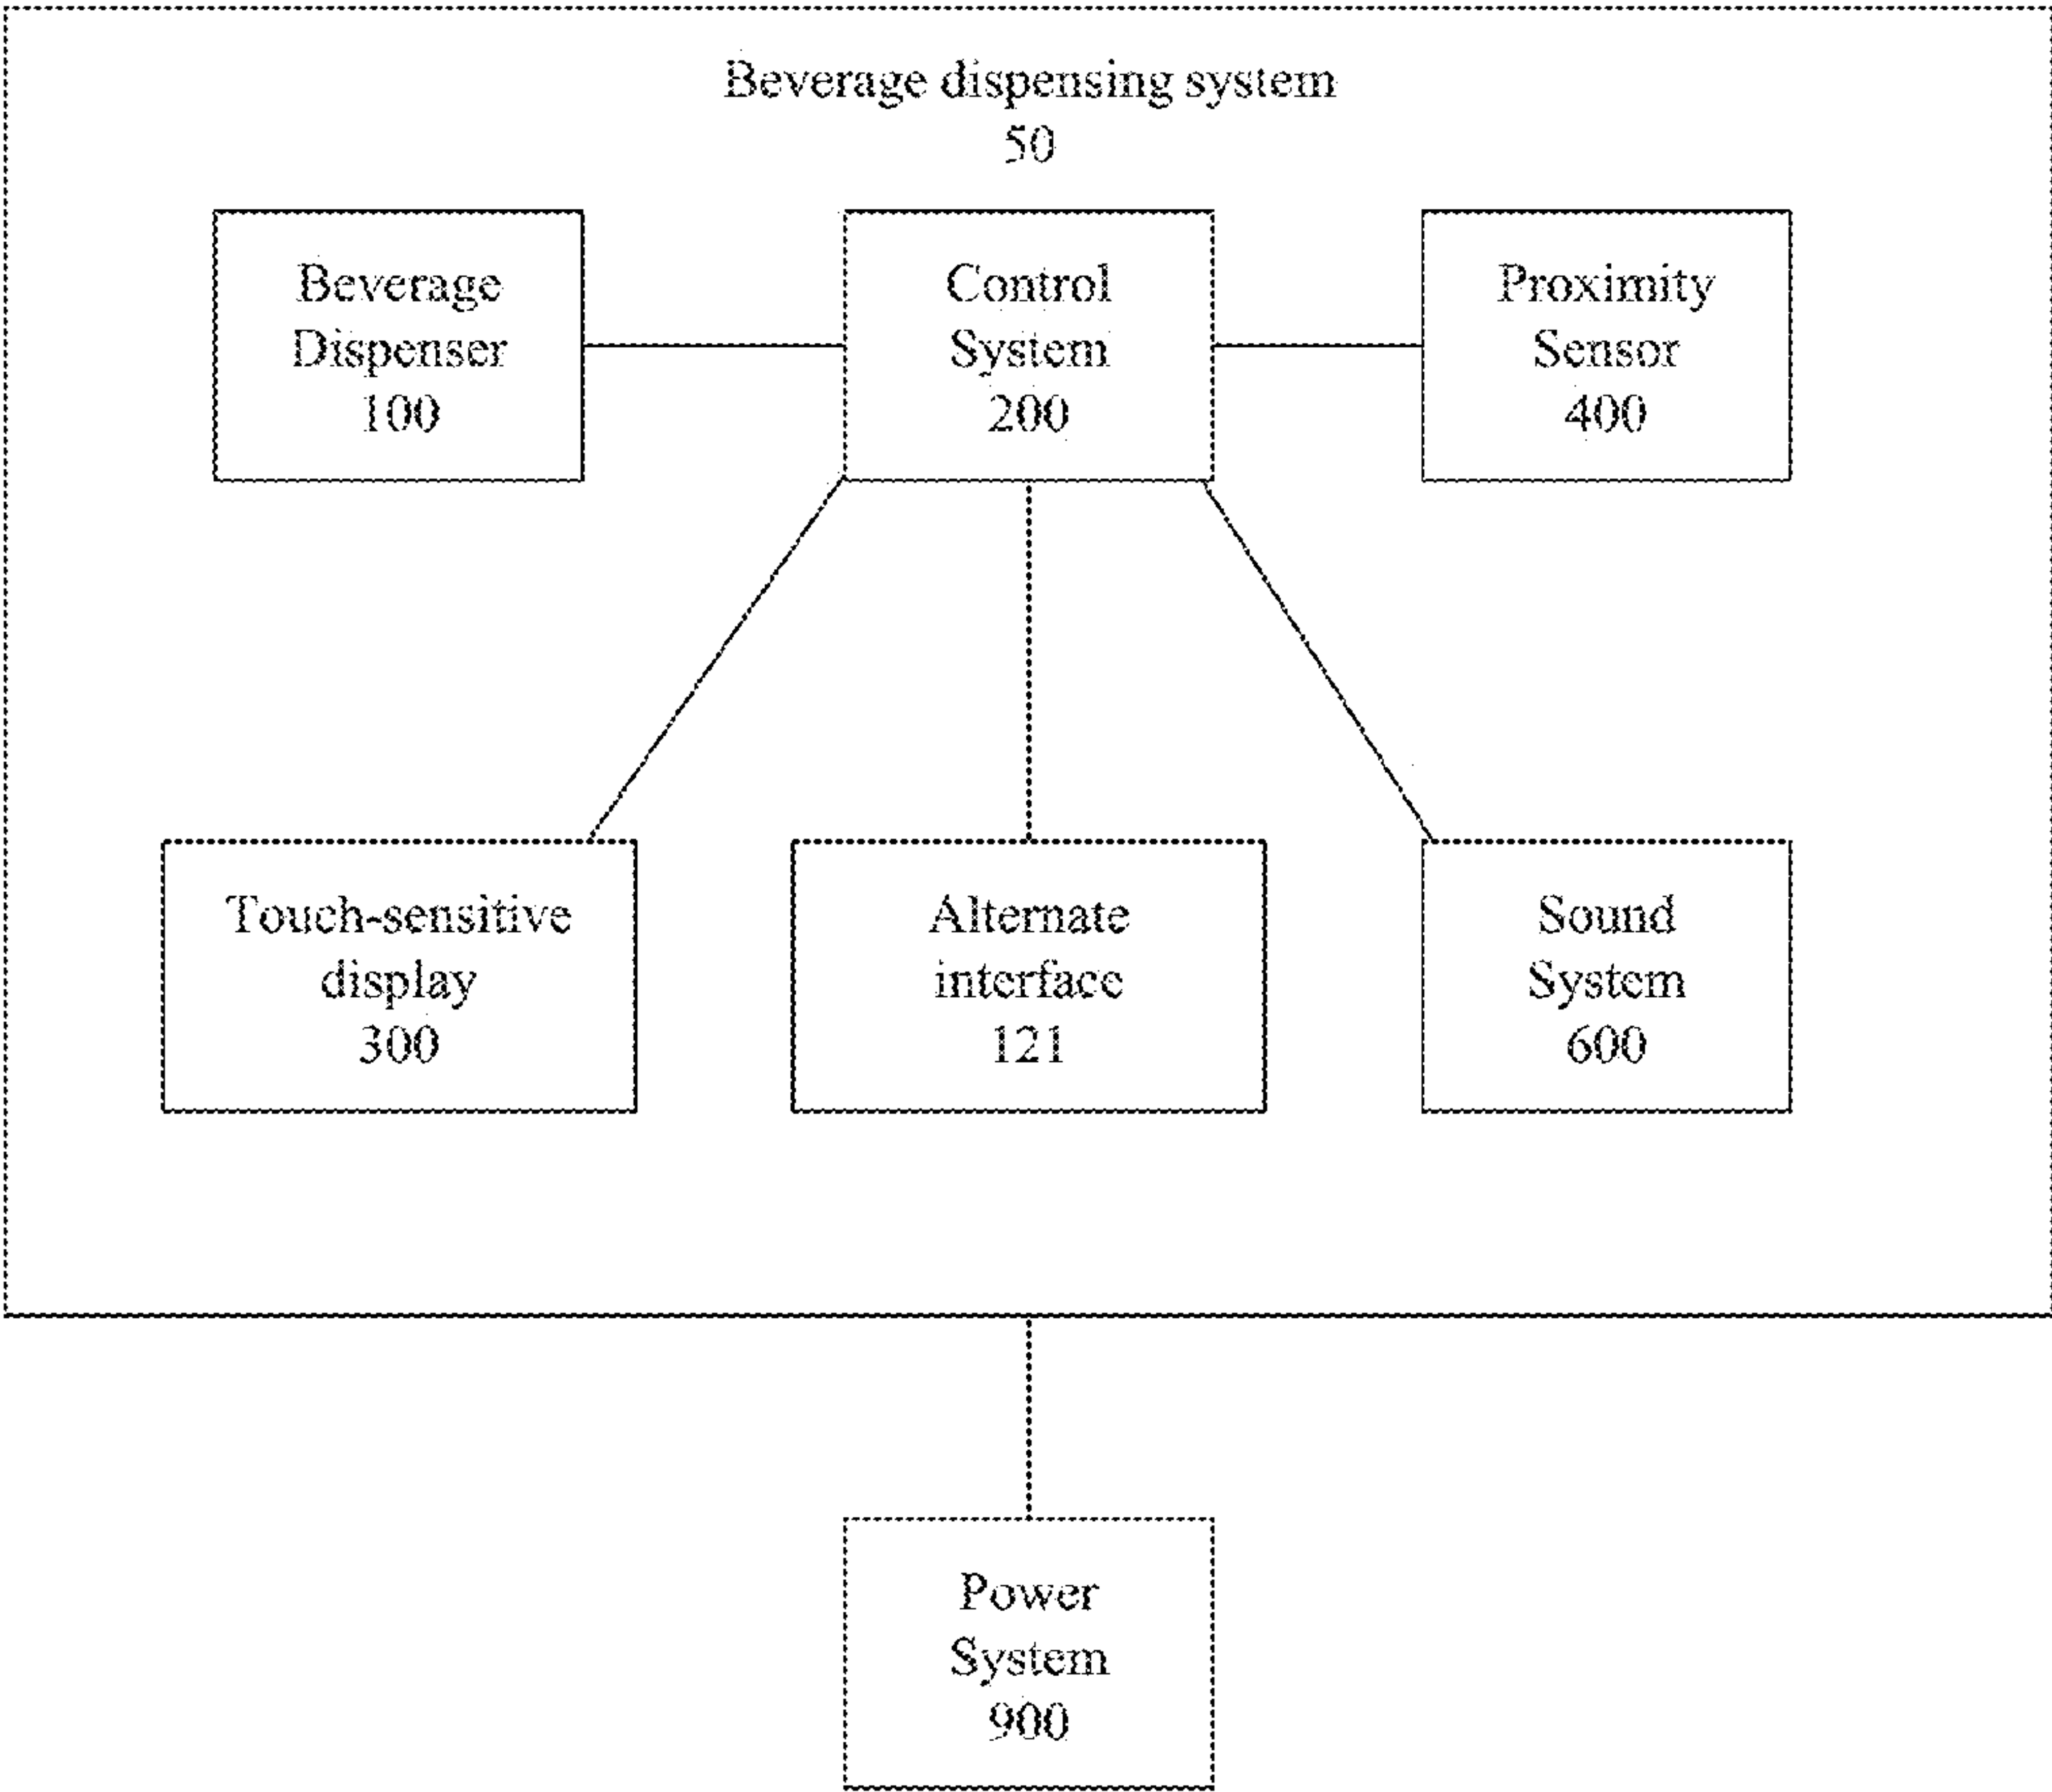 Beverage dispensing system
50
Beverage
Dispenser
100
Control
System
200
Proximity
Sensor
400
Touch-sensitive
display
300
Alternate
interface
121
Sound
System
600
Power
System
900